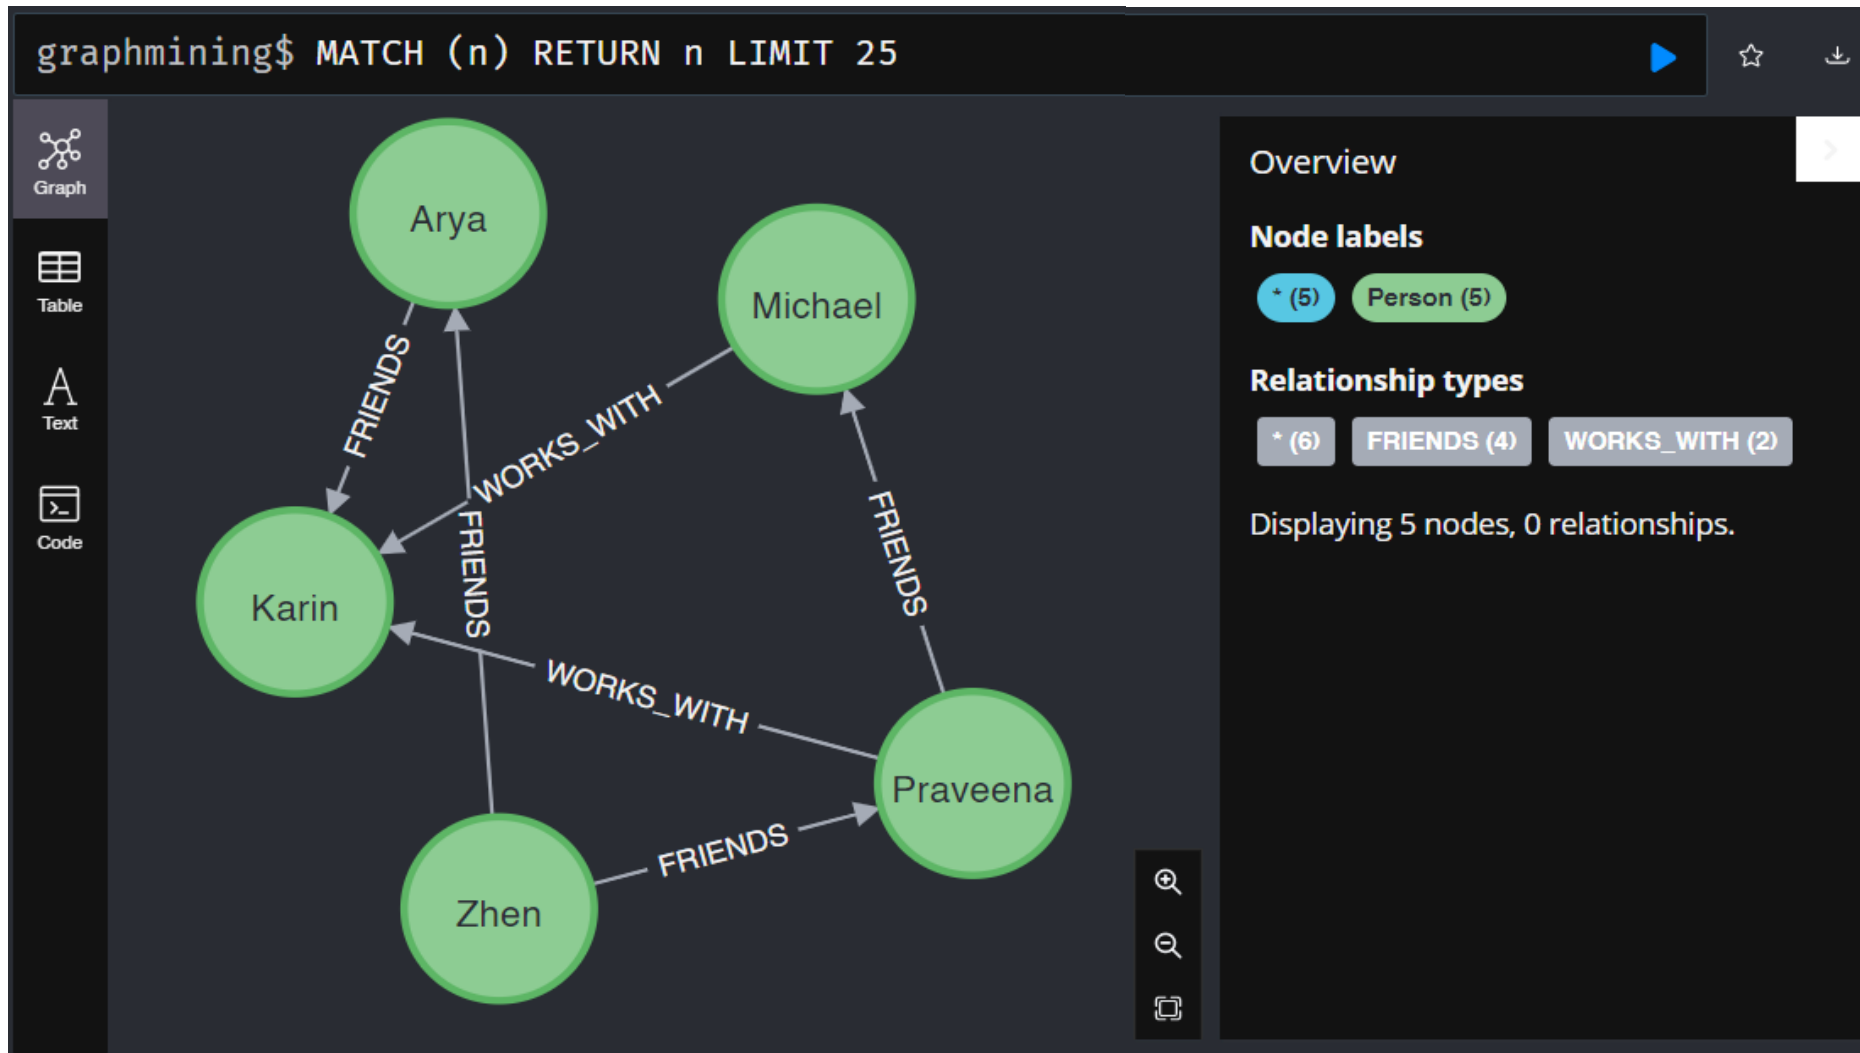 graphmining$ MATCH (n) RETURN n LIMIT 25
Graph
Table
Text
Code
Arya
Michael
FRIENDS
WORKS_WITH
FRIENDS
FRIENDS
Karin
WORKS_WITH
Praveena
FRIENDS
Zhen
Overview
Node labels
* (5) Person (5)
Relationship types
* (6) FRIENDS (4) WORKS_WITH (2)
Displaying 5 nodes, 0 relationships.